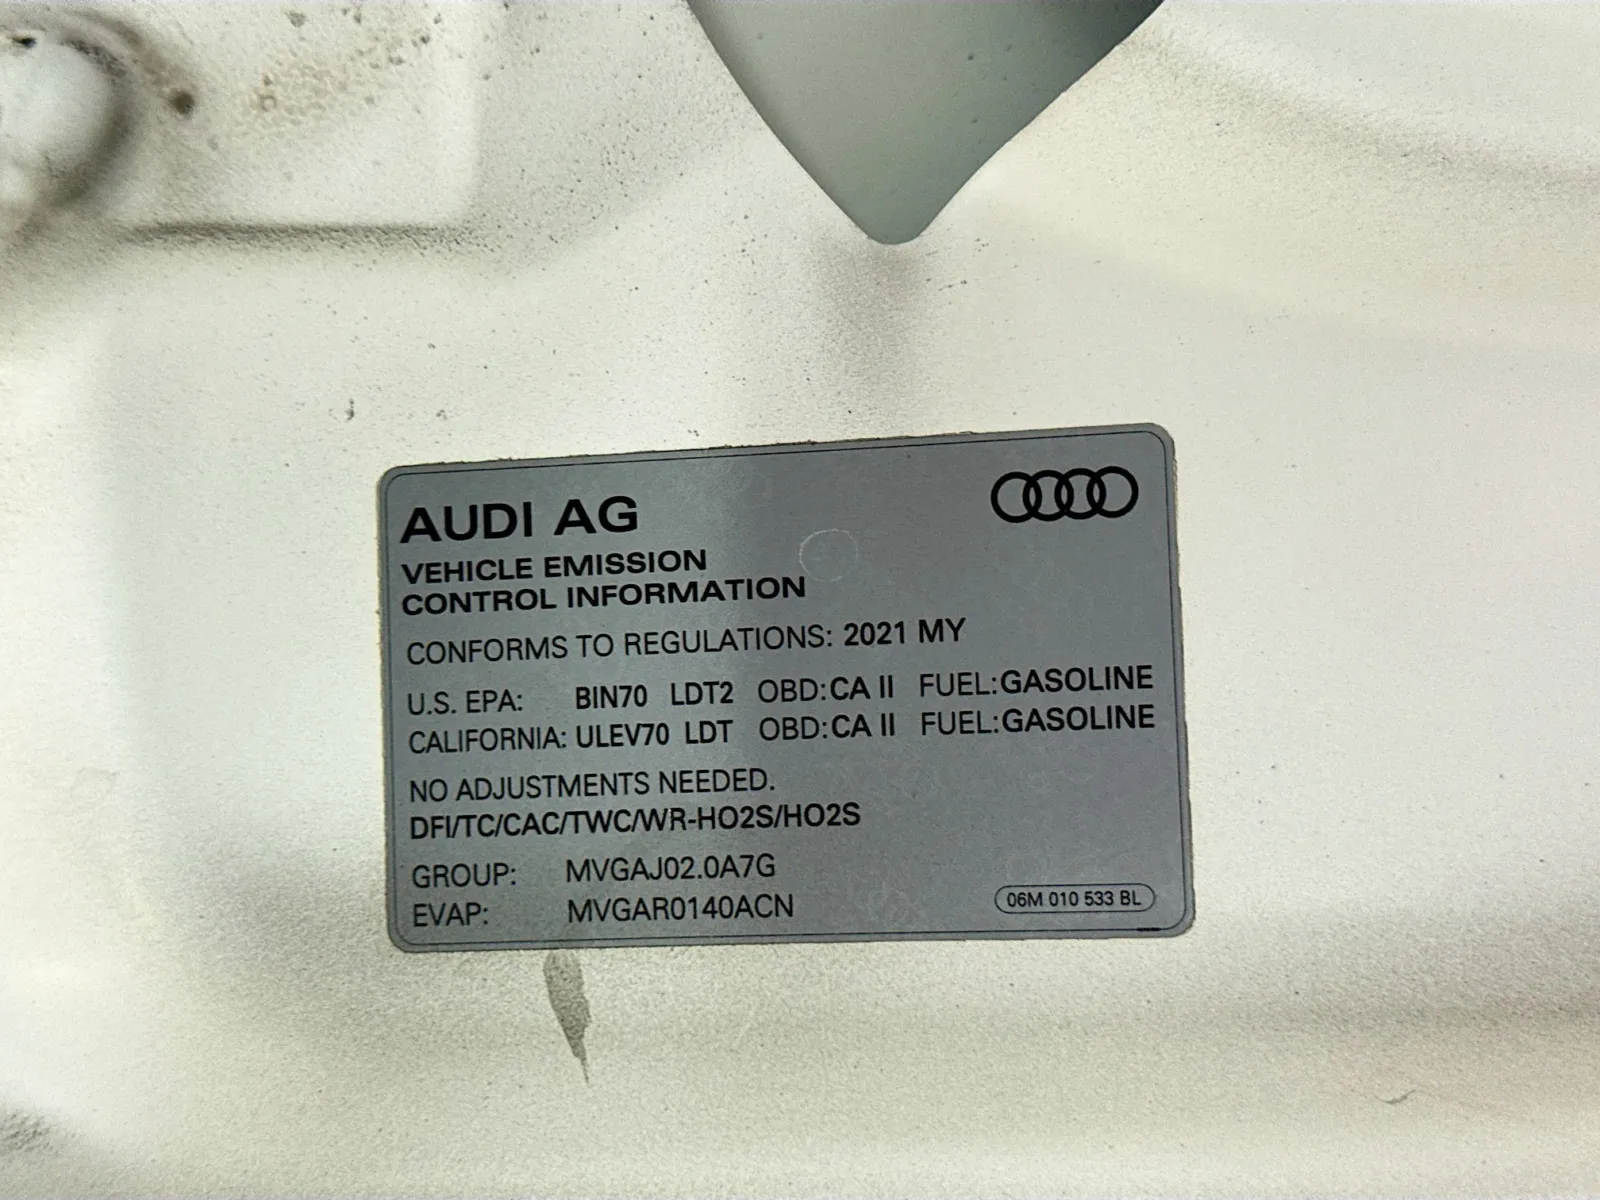 AUDI AG
VEHICLE EMISSION
CONTROL INFORMATION
CONFORMS TO REGULATIONS: 2021 MY
U.S. EPA: BIN70 LDT2 OBD:CA II FUEL:GASOLINE
CALIFORNIA: ULEV70 LDT OBD:CA II FUEL:GASOLINE
NO ADJUSTMENTS NEEDED.
DFI/TC/CAC/TWC/WR-HO2S/HO2S
GROUP: MVGAJ02.0A7G
EVAP: MVGAR0140ACN
06M 010 533 BL